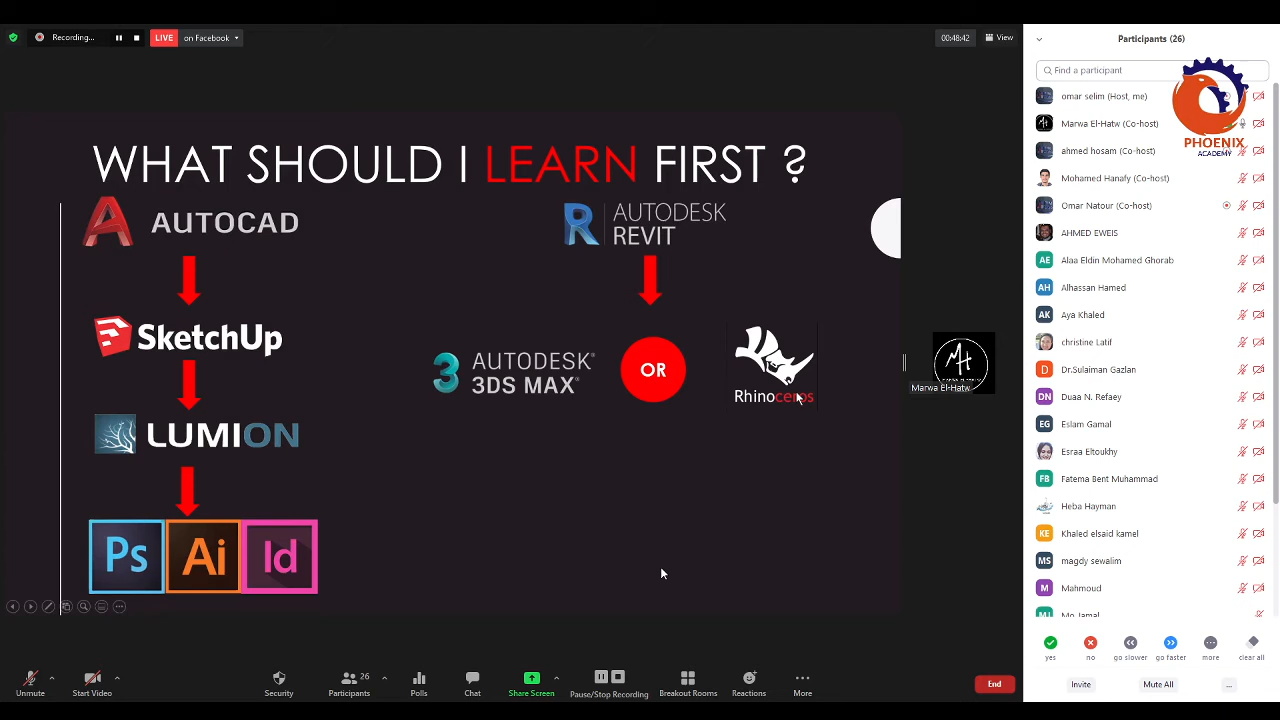 Recording...
LIVE
on Facebook
00:48:42
View
WHAT SHOULD I LEARN FIRST ?
AUTOCAD
SketchUp
LUMION
Ps
Ai
Id
AUTODESK
REVIT
AUTODESK®
3DS MAX®
OR
Rhinoceros
MH
Marwa El-Hatw
Participants (26)
Find a participant
PHOENIX
ACADEMY
omar selim (Host, me)
Marwa El-Hatw (Co-host)
ahmed hosam (Co-host)
Mohamed Hanafy (Co-host)
Omar Natour (Co-host)
AHMED EWEIS
AE Alaa Eldin Mohamed Ghorab
AH Alhassan Hamed
AK Aya Khaled
christine Latif
D Dr.Sulaiman Gazlan
DN Duaa N. Refaey
EG Eslam Gamal
Esraa Eltoukhy
FB Fatema Bent Muhammad
Heba Hayman
KE Khaled elsaid kamel
MS magdy sewalim
M Mahmoud
MJ Mo Jamal
yes
no
go slower
go faster
more
clear all
Invite
Mute All
...
Unmute
Start Video
Security
26
Participants
Polls
Chat
Share Screen
Pause/Stop Recording
Breakout Rooms
Reactions
More
End